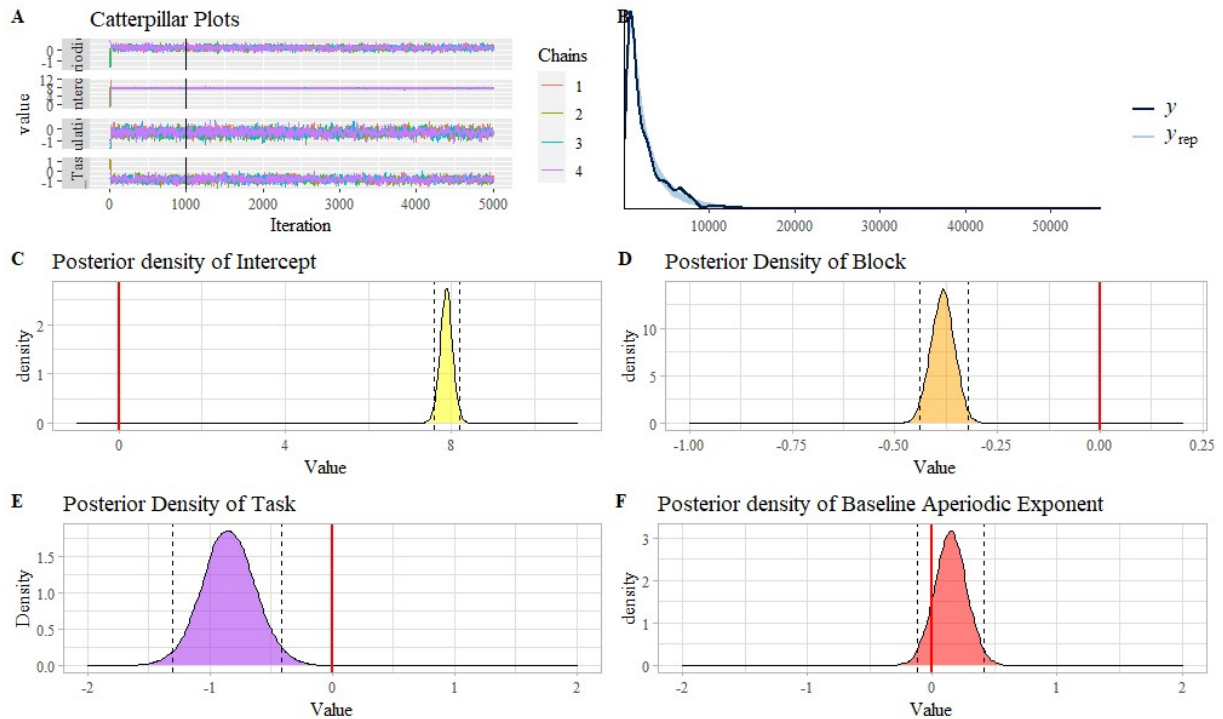 A
Catterpillar Plots
0
-1
riodi
12
8
4
0
nterc
0
-1
ulatio
1
0
-1
_Tas
value
0 1000 2000 3000 4000 5000
Iteration
Chains
1
2
3
4
B
y
y rep
10000 20000 30000 40000 50000
C Posterior density of Intercept
2
1
0
density
0 4 8
Value
D Posterior Density of Block
10
5
0
density
-1.00 -0.75 -0.50 -0.25 0.00 0.25
Value
E Posterior Density of Task
1.5
1.0
0.5
0.0
Density
-2 -1 0 1 2
Value
F Posterior density of Baseline Aperiodic Exponent
3
2
1
0
density
-2 -1 0 1 2
Value